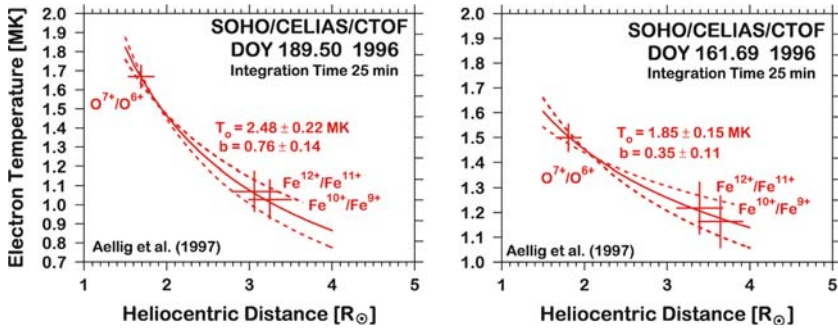 Electron Temperature [MK]
2.0
1.9
1.8
1.7
1.6
1.5
1.4
1.3
1.2
1.1
1.0
0.9
0.8
0.7
SOHO/CELIAS/CTOF
DOY 189.50 1996
Integration Time 25 min
O⁷⁺/O⁶⁺
Tₒ = 2.48 ± 0.22 MK
b = 0.76 ± 0.14
Fe¹²⁺/Fe¹¹⁺
Fe¹⁰⁺/Fe⁹⁺
Aellig et al. (1997)
1 2 3 4 5
Heliocentric Distance [R☉]
2.0
1.9
1.8
1.7
1.6
1.5
1.4
1.3
1.2
1.1
1.0
SOHO/CELIAS/CTOF
DOY 161.69 1996
Integration Time 25 min
Tₒ = 1.85 ± 0.15 MK
b = 0.35 ± 0.11
O⁷⁺/O⁶⁺
Fe¹²⁺/Fe¹¹⁺
Fe¹⁰⁺/Fe⁹⁺
Aellig et al. (1997)
1 2 3 4 5
Heliocentric Distance [R☉]